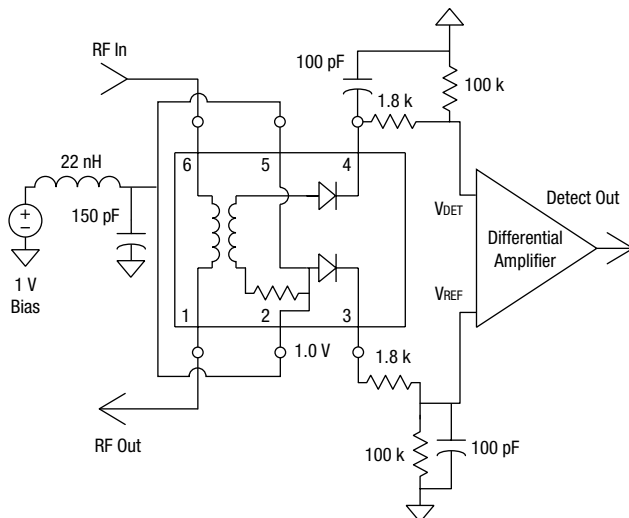 RF In
100 pF
1.8 k
100 k
22 nH
6
5
4
150 pF
VDET
Detect Out
Differential
Amplifier
1 V
Bias
VREF
1
2
3
1.0 V
1.8 k
RF Out
100 k
100 pF